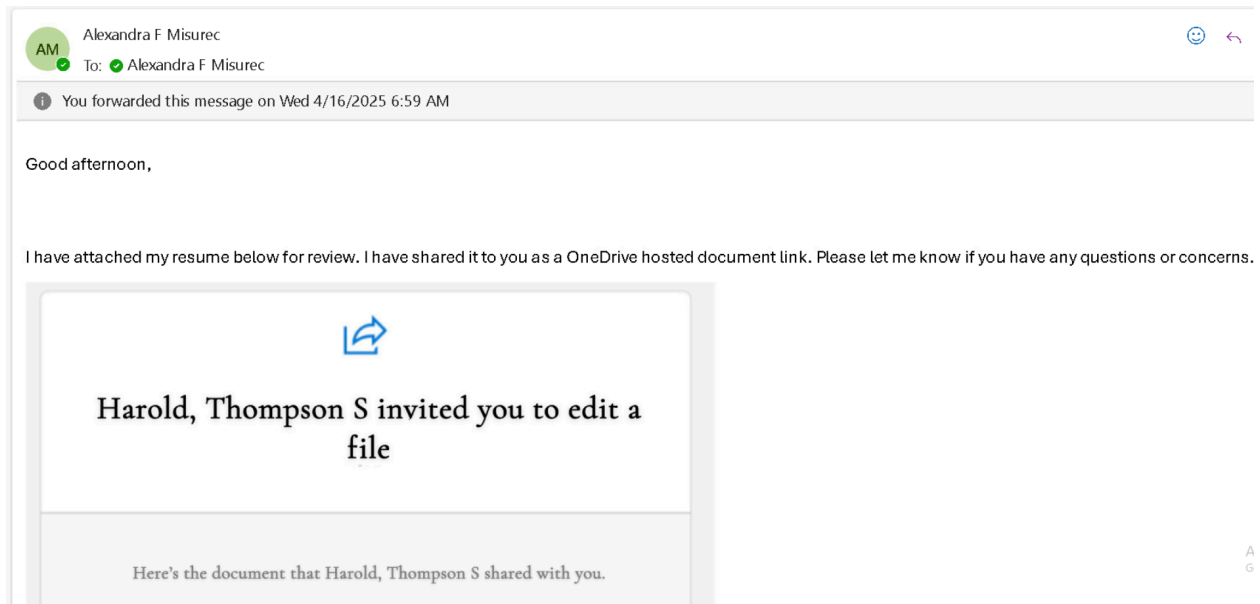 AM
Alexandra F Misurec
To: Alexandra F Misurec
You forwarded this message on Wed 4/16/2025 6:59 AM
Good afternoon,
I have attached my resume below for review. I have shared it to you as a OneDrive hosted document link. Please let me know if you have any questions or concerns.
Harold, Thompson S invited you to edit a
file
Here's the document that Harold, Thompson S shared with you.
A
G